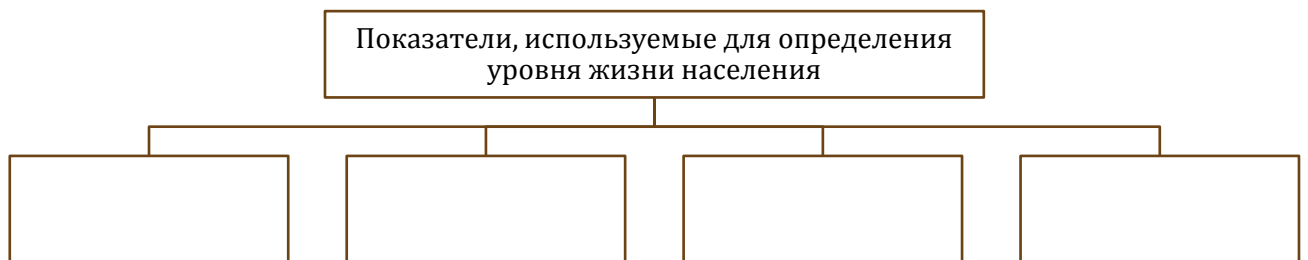 Показатели, используемые для определения
уровня жизни населения